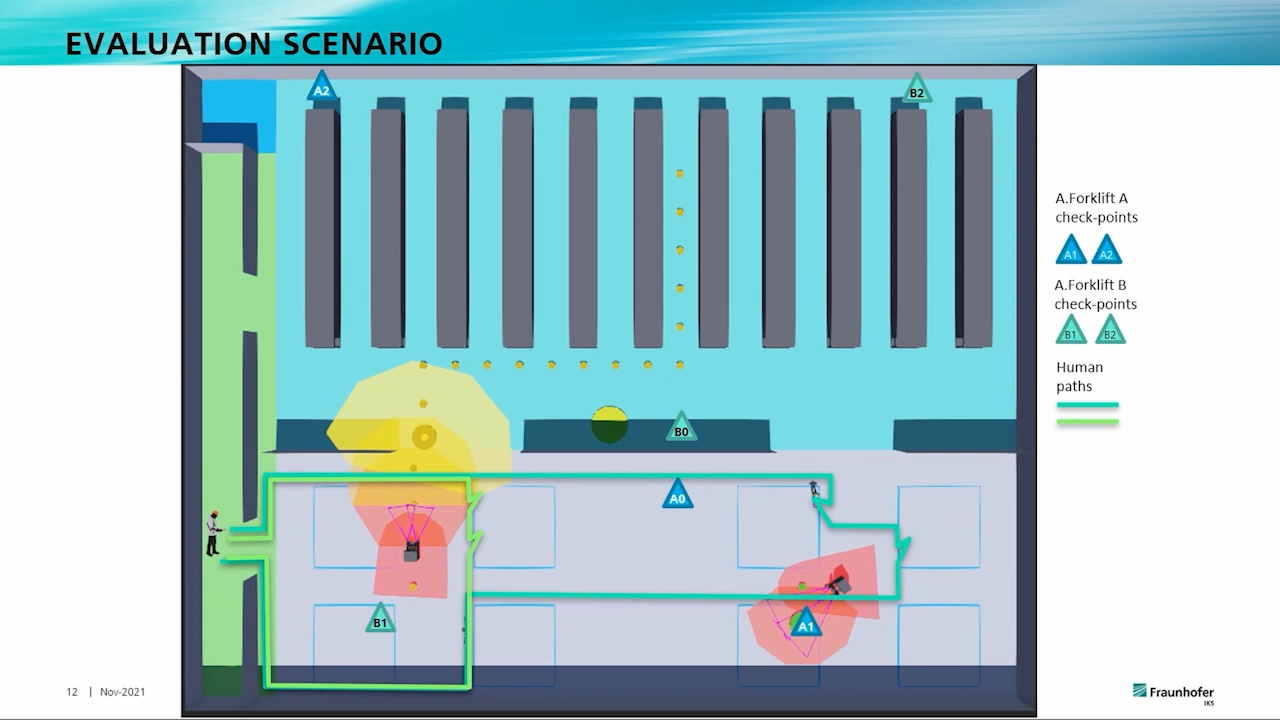 EVALUATION SCENARIO
A2
B2
B0
A0
B1
A1
A.Forklift A
check-points
A1 A2
A.Forklift B
check-points
B1 B2
Human
paths
12 | Nov-2021
Fraunhofer
IKS